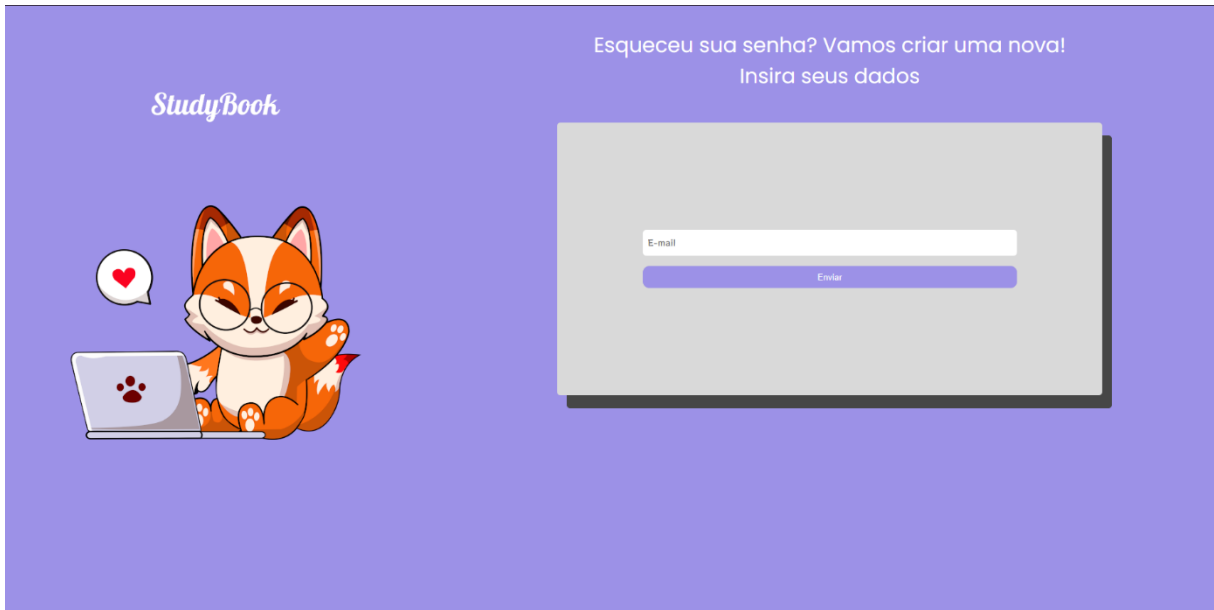 StudyBook
Esqueceu sua senha? Vamos criar uma nova!
Insira seus dados
E-mail
Enviar